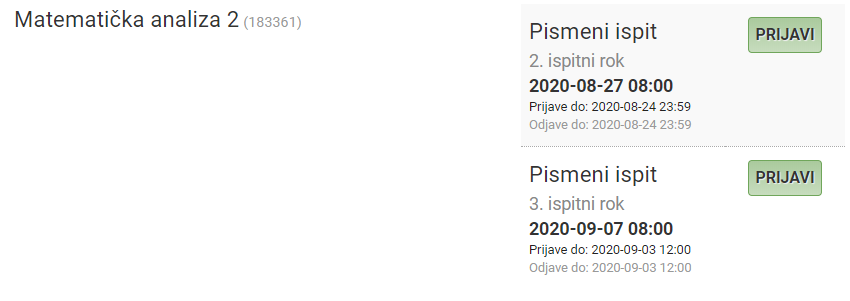 Matematička analiza 2 (183361)
Pismeni ispit
PRIJAVI
2. ispitni rok
2020-08-27 08:00
Prijave do: 2020-08-24 23:59
Odjave do: 2020-08-24 23:59
Pismeni ispit
PRIJAVI
3. ispitni rok
2020-09-07 08:00
Prijave do: 2020-09-03 12:00
Odjave do: 2020-09-03 12:00